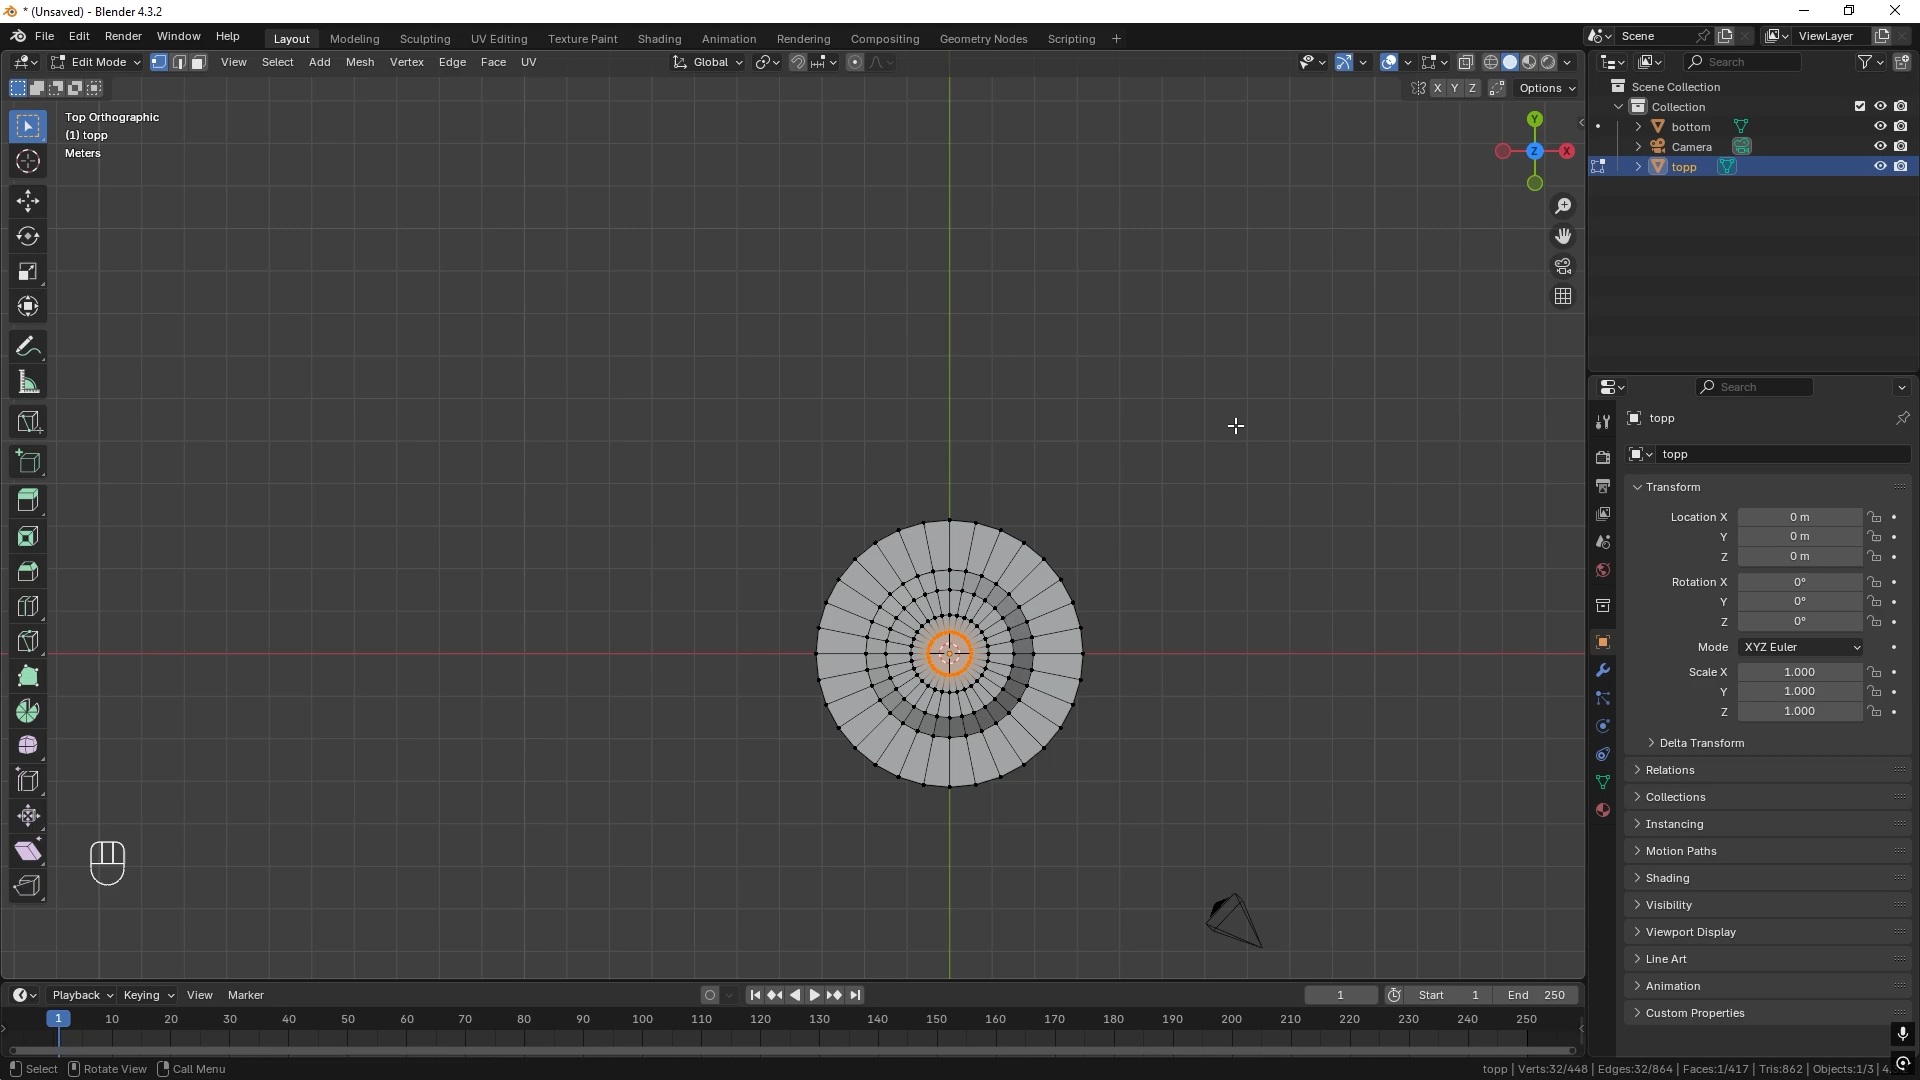 * (Unsaved) - Blender 4.3.2
File Edit Render Window Help Layout Modeling Sculpting UV Editing Texture Paint Shading Animation Rendering Compositing Geometry Nodes Scripting + Scene ViewLayer
Edit Mode View Select Add Mesh Vertex Edge Face UV Global Search
X Y Z Options
Scene Collection
Collection
bottom
Camera
topp
Top Orthographic
(1) topp
Meters
Y
Z X
Search
topp
topp
Transform
Location X 0 m
Y 0 m
Z 0 m
Rotation X 0°
Y 0°
Z 0°
Mode XYZ Euler
Scale X 1.000
Y 1.000
Z 1.000
Delta Transform
Relations
Collections
Instancing
Motion Paths
Shading
Visibility
Viewport Display
Line Art
Animation
Custom Properties
Playback Keying View Marker 1 Start 1 End 250
1 10 20 30 40 50 60 70 80 90 100 110 120 130 140 150 160 170 180 190 200 210 220 230 240 250
Select Rotate View Call Menu topp | Verts:32/448 | Edges:32/864 | Faces:1/417 | Tris:862 | Objects:1/3 |